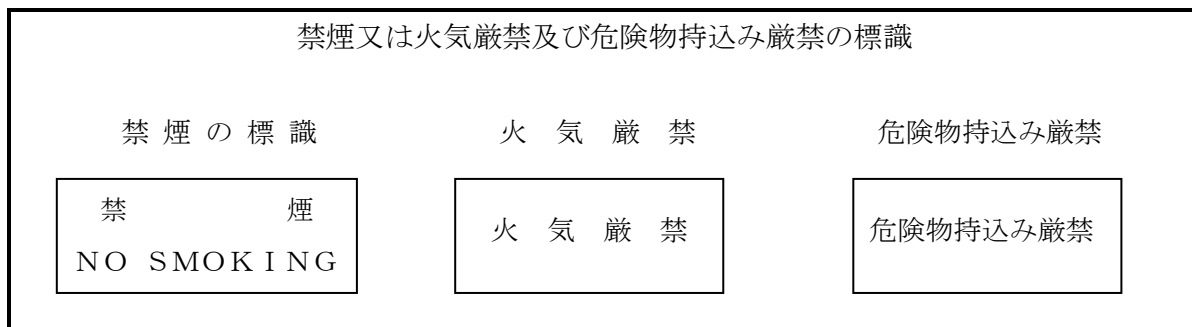 禁煙又は火気厳禁及び危険物持込み厳禁の標識
禁煙の標識
火気厳禁
危険物持込み厳禁
禁煙
ＮＯ ＳＭＯＫＩＮＧ
火気厳禁
危険物持込み厳禁